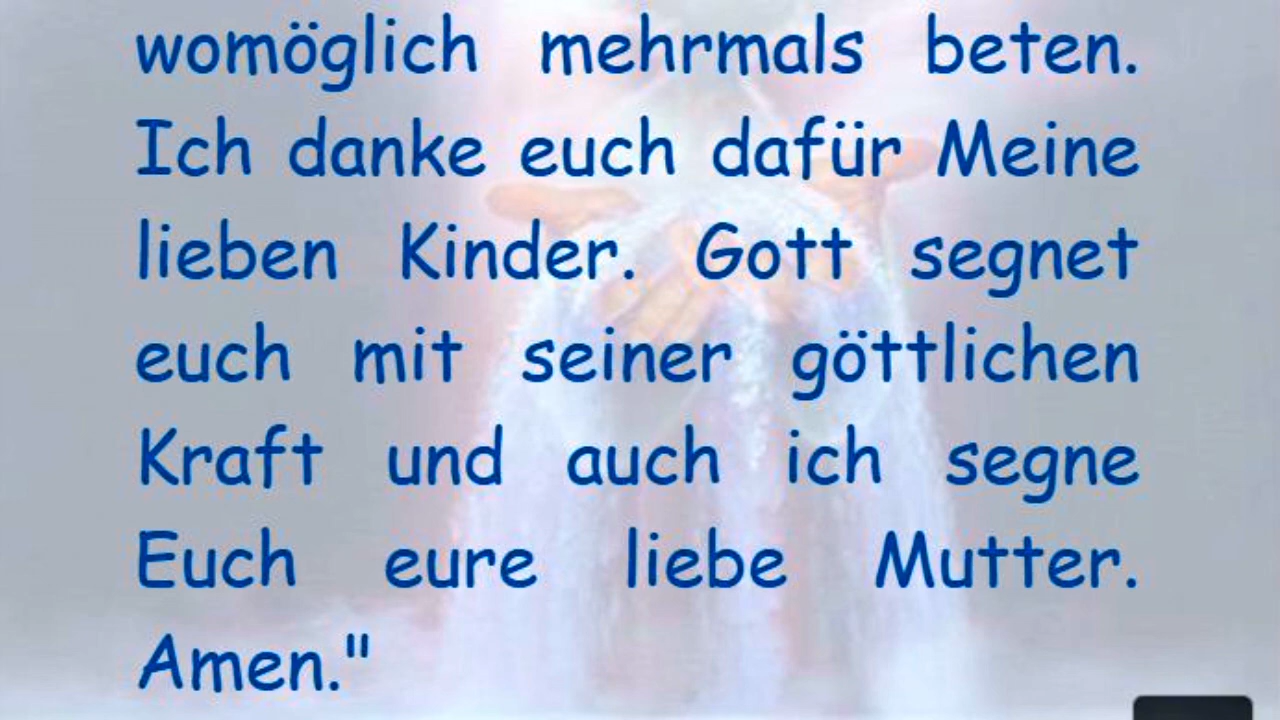 womöglich mehrmals beten.
Ich danke euch dafür Meine
lieben Kinder. Gott segnet
euch mit seiner göttlichen
Kraft und auch ich segne
Euch eure liebe Mutter.
Amen."